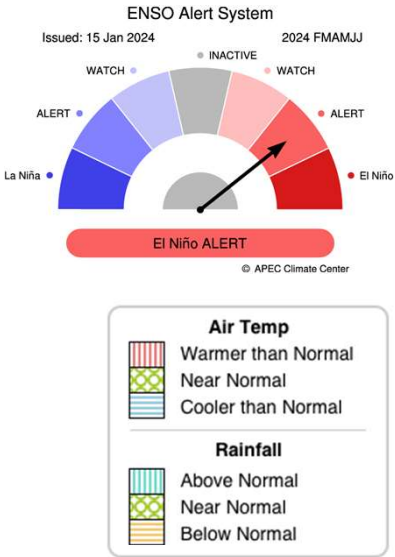 ENSO Alert System
Issued: 15 Jan 2024
2024 FMAMJJ
INACTIVE
WATCH
WATCH
ALERT
ALERT
La Niña
El Niño
El Niño ALERT
© APEC Climate Center
Air Temp
Warmer than Normal
Near Normal
Cooler than Normal
Rainfall
Above Normal
Near Normal
Below Normal